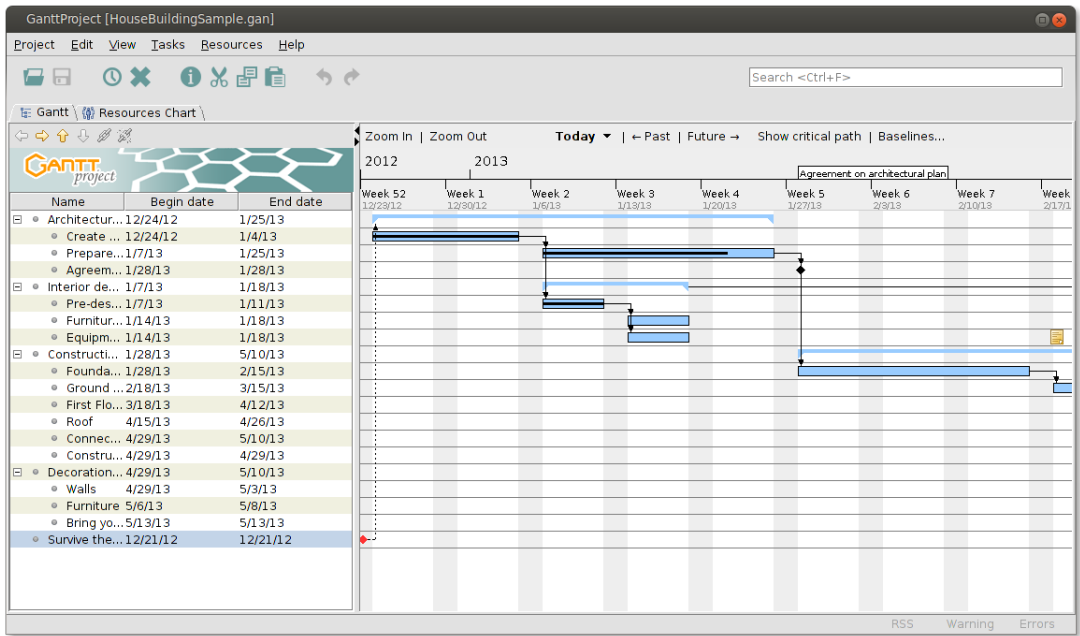 GanttProject [HouseBuildingSample.gan]
Project Edit View Tasks Resources Help
Search <Ctrl+F>
Gantt Resources Chart
Zoom In | Zoom Out Today | ←Past | Future → Show critical path | Baselines...
GANTT project
2012 2013
Agreement on architectural plan
Name Begin date End date
Week 52 Week 1 Week 2 Week 3 Week 4 Week 5 Week 6 Week 7 Week
12/23/12 12/30/12 1/6/13 1/13/13 1/20/13 1/27/13 2/3/13 2/10/13 2/17/1
Architectur... 12/24/12 1/25/13
Create ... 12/24/12 1/4/13
Prepare... 1/7/13 1/25/13
Agreem... 1/28/13 1/28/13
Interior de... 1/7/13 1/18/13
Pre-des... 1/7/13 1/11/13
Furnitur... 1/14/13 1/18/13
Equipm... 1/14/13 1/18/13
Constructi... 1/28/13 5/10/13
Founda... 1/28/13 2/15/13
Ground ... 2/18/13 3/15/13
First Flo... 3/18/13 4/12/13
Roof 4/15/13 4/26/13
Connec... 4/29/13 5/10/13
Constru... 4/29/13 4/29/13
Decoration... 4/29/13 5/10/13
Walls 4/29/13 5/3/13
Furniture 5/6/13 5/8/13
Bring yo... 5/13/13 5/13/13
Survive the... 12/21/12 12/21/12
RSS Warning Errors